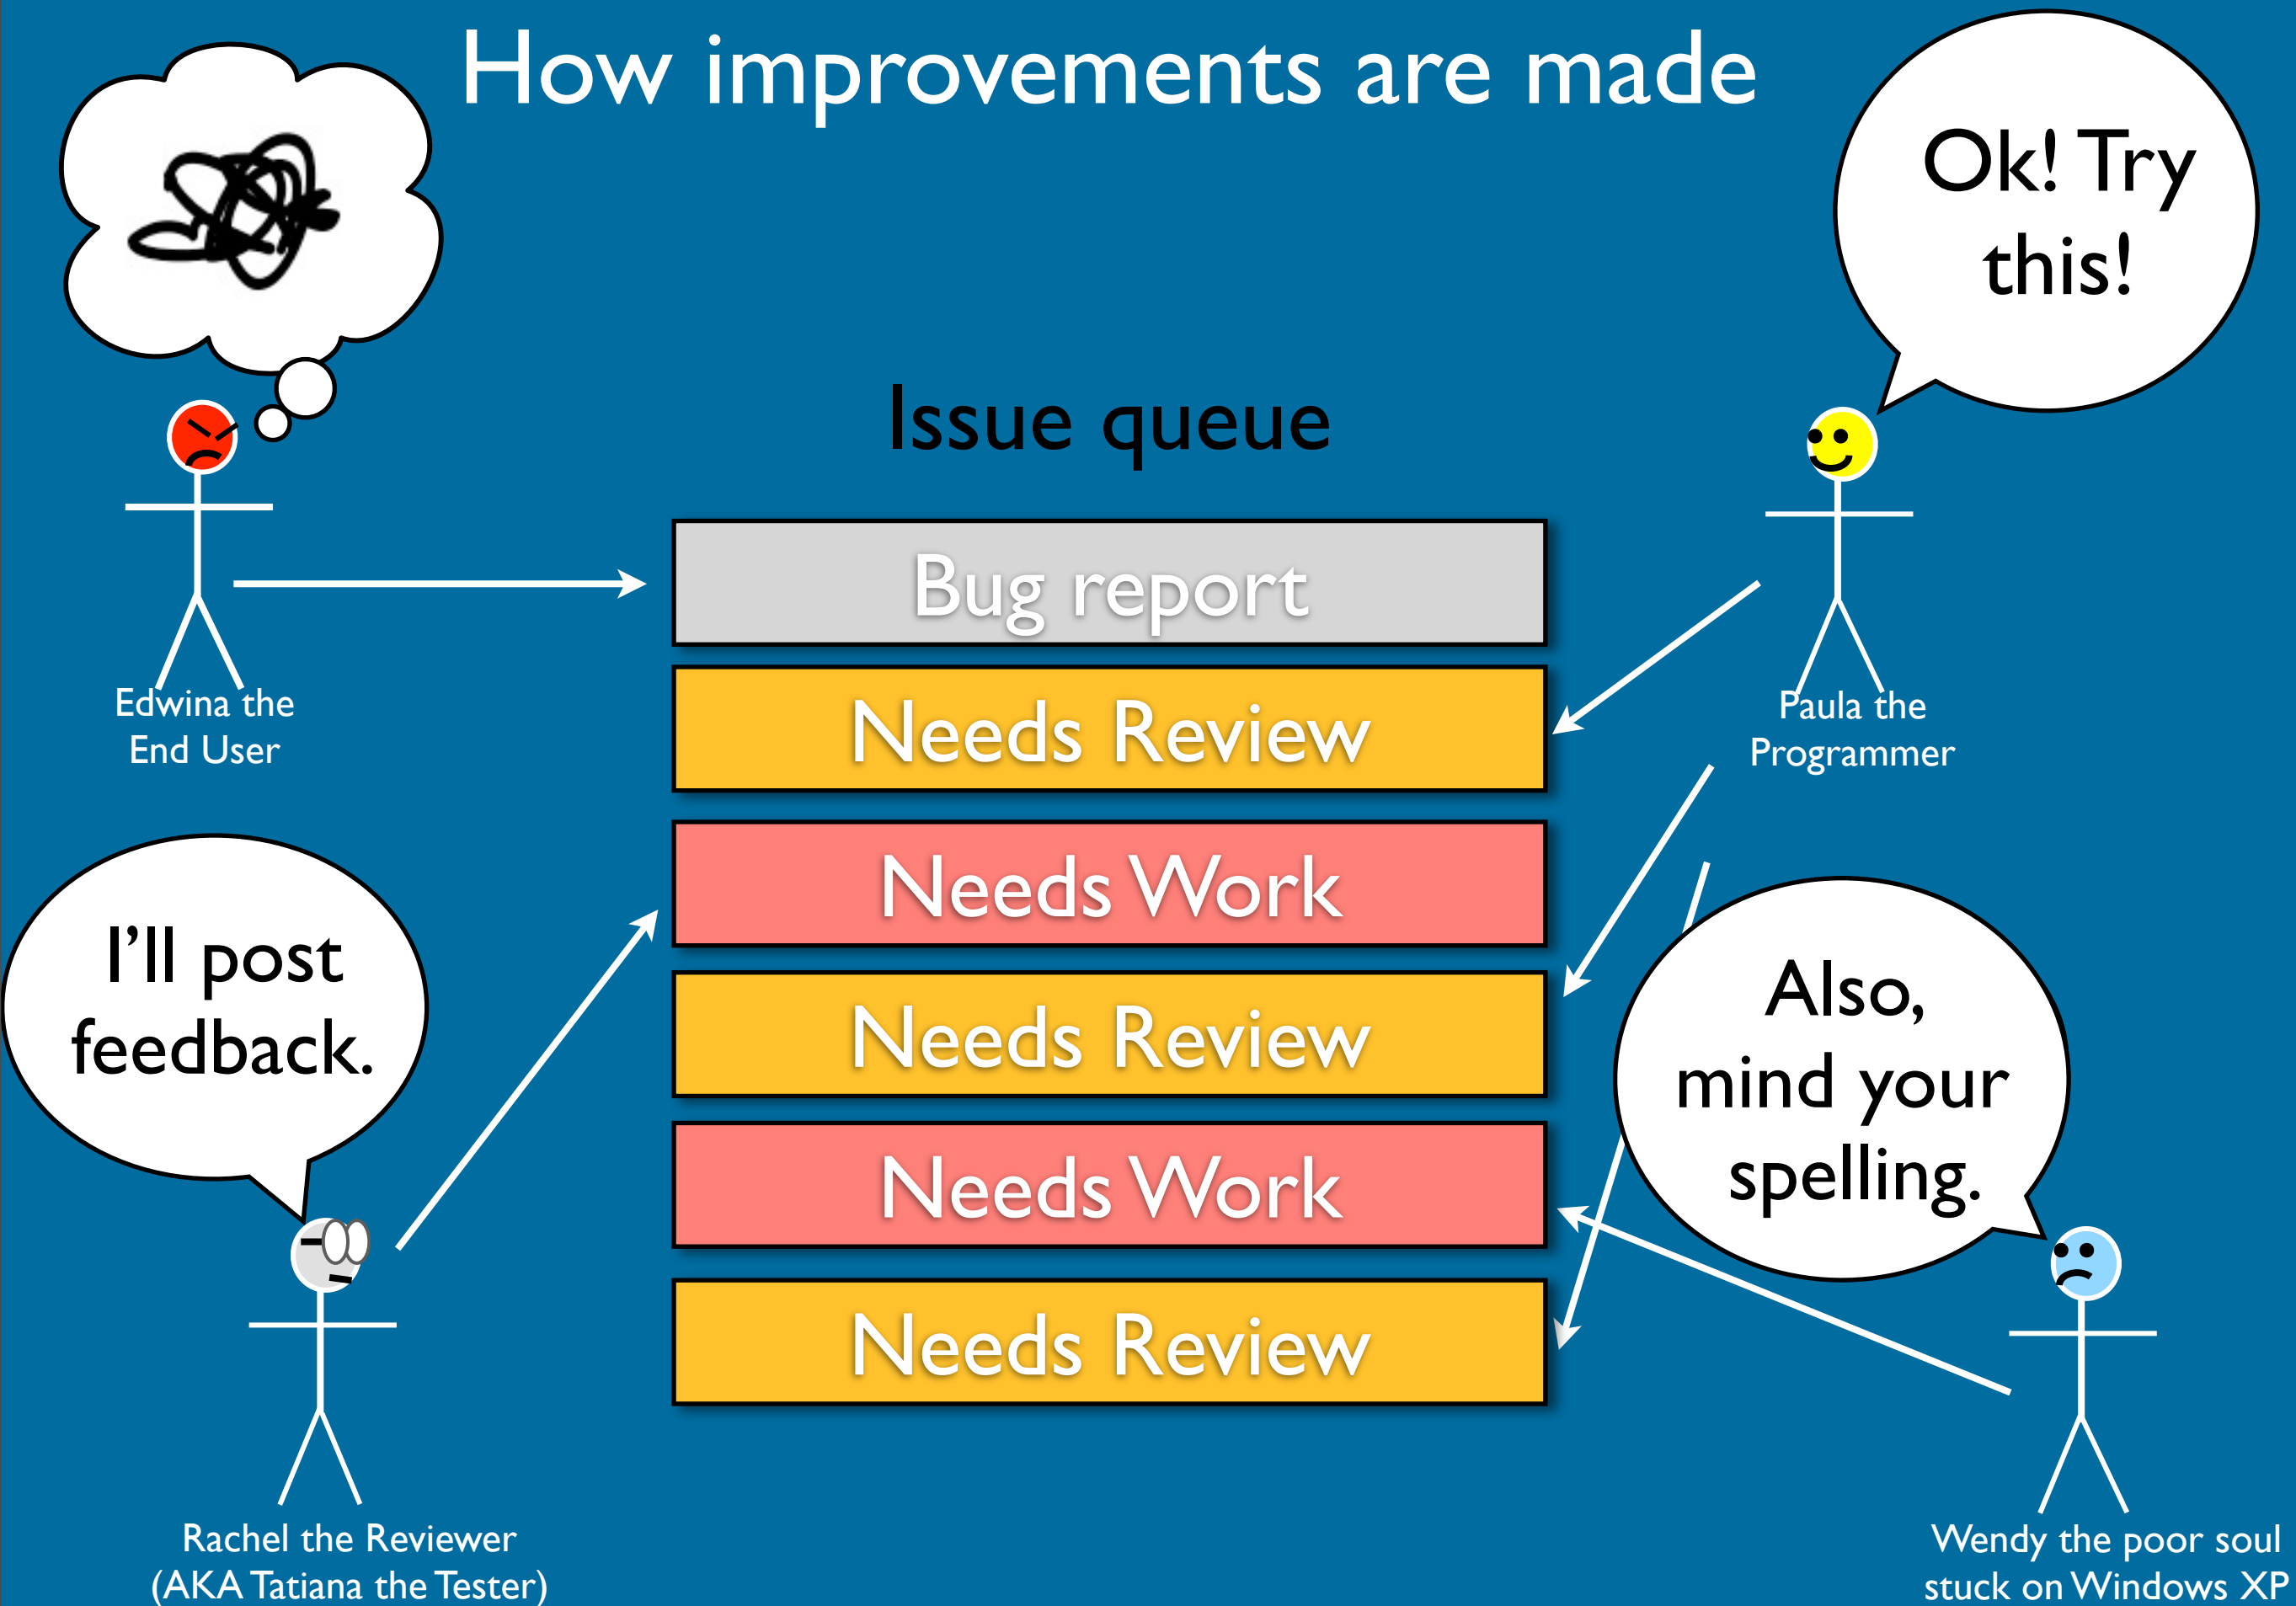 How improvements are made
Ok! Try
this!
Issue queue
Bug report
Needs Review
Edwina the
End User
Paula the
Programmer
Needs Work
I'll post
feedback.
Needs Review
Also,
mind your
spelling.
Needs Work
Needs Review
Rachel the Reviewer
(AKA Tatiana the Tester)
Wendy the poor soul
stuck on Windows XP